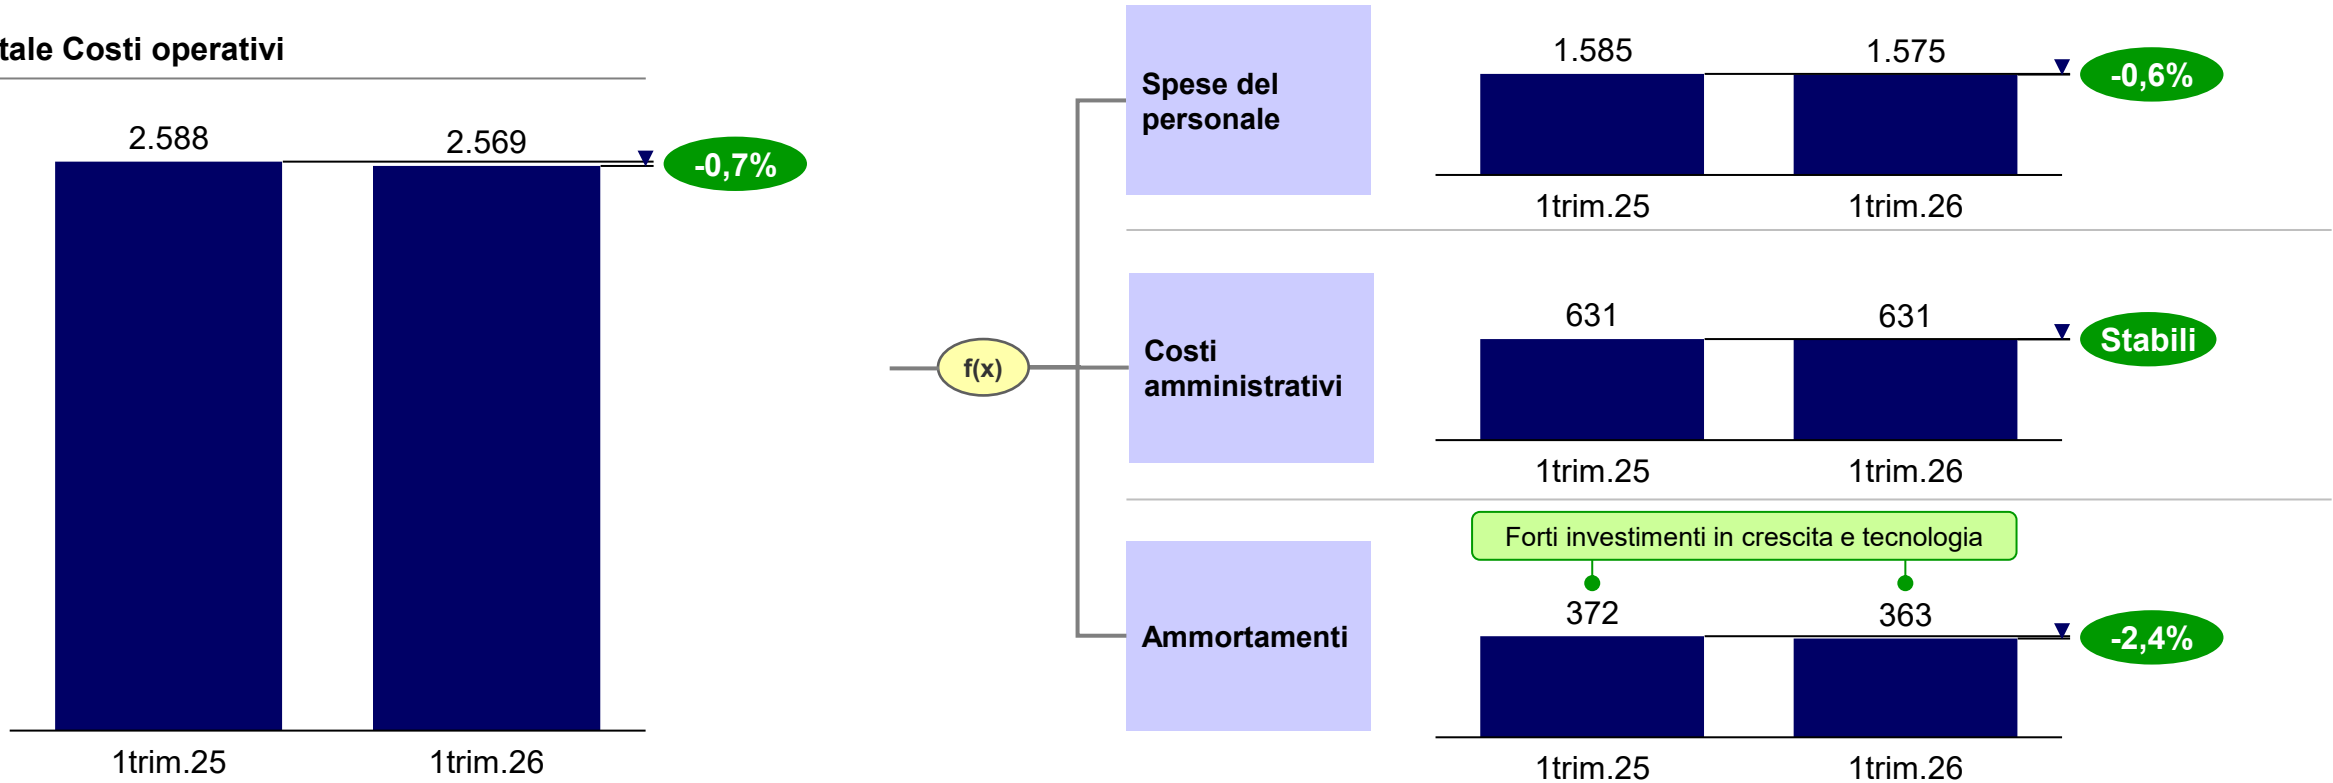 tale Costi operativi
2.588
2.569
-0,7%
1trim.25
1trim.26
f(x)
Spese del
personale
1.585
1.575
-0,6%
1trim.25
1trim.26
Costi
amministrativi
631
631
Stabili
1trim.25
1trim.26
Ammortamenti
Forti investimenti in crescita e tecnologia
372
363
-2,4%
1trim.25
1trim.26